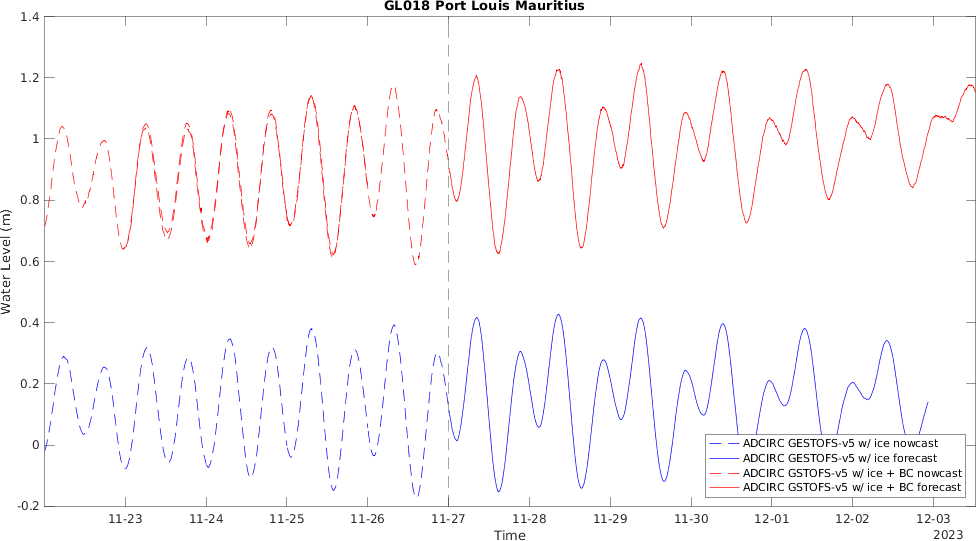 GL018 Port Louis Mauritius
1.4
1.2
1
0.8
0.6
0.4
0.2
0
-0.2
Water Level (m)
ADCIRC GESTOFS-v5 w/ ice nowcast
ADCIRC GESTOFS-v5 w/ ice forecast
ADCIRC GSTOFS-v5 w/ ice + BC nowcast
ADCIRC GSTOFS-v5 w/ ice + BC forecast
11-23 11-24 11-25 11-26 11-27 11-28 11-29 11-30 12-01 12-02 12-03
Time
2023